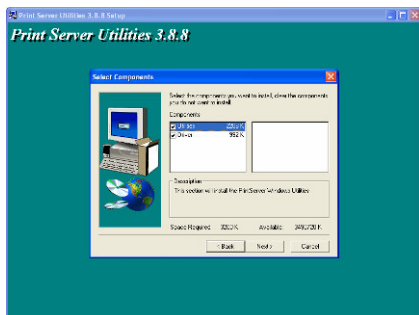 Print Server Utilities 3.8.8 Setup
Print Server Utilities 3.8.8
Select Components
Select the components you want to install, clear the components
you do not want to install.
Components
Utilities
Driver 992 K
Description
This section will install the PrintServer Windows Utilities
Space Required: 3200 K Available:
< Back Next > Cancel